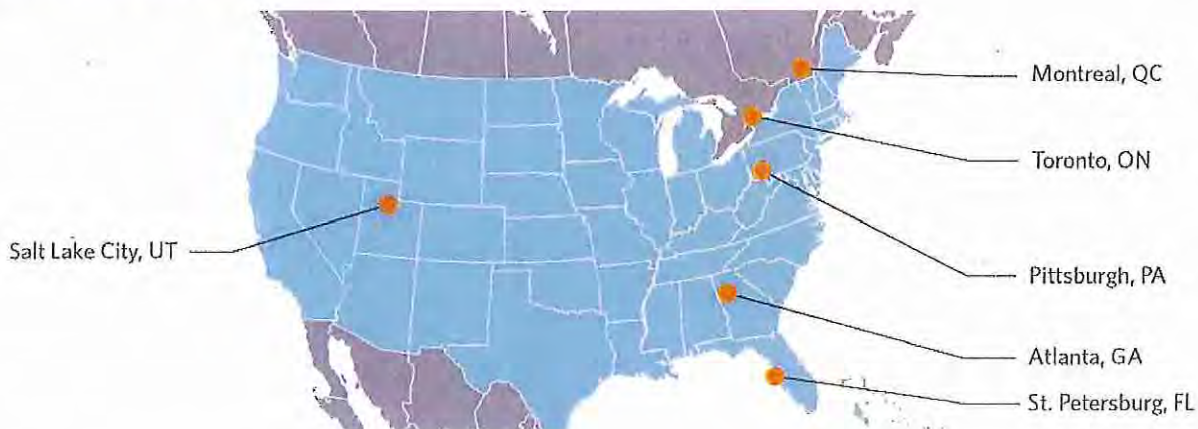 Montreal, QC
Toronto, ON
Salt Lake City, UT
Pittsburgh, PA
Atlanta, GA
St. Petersburg, FL